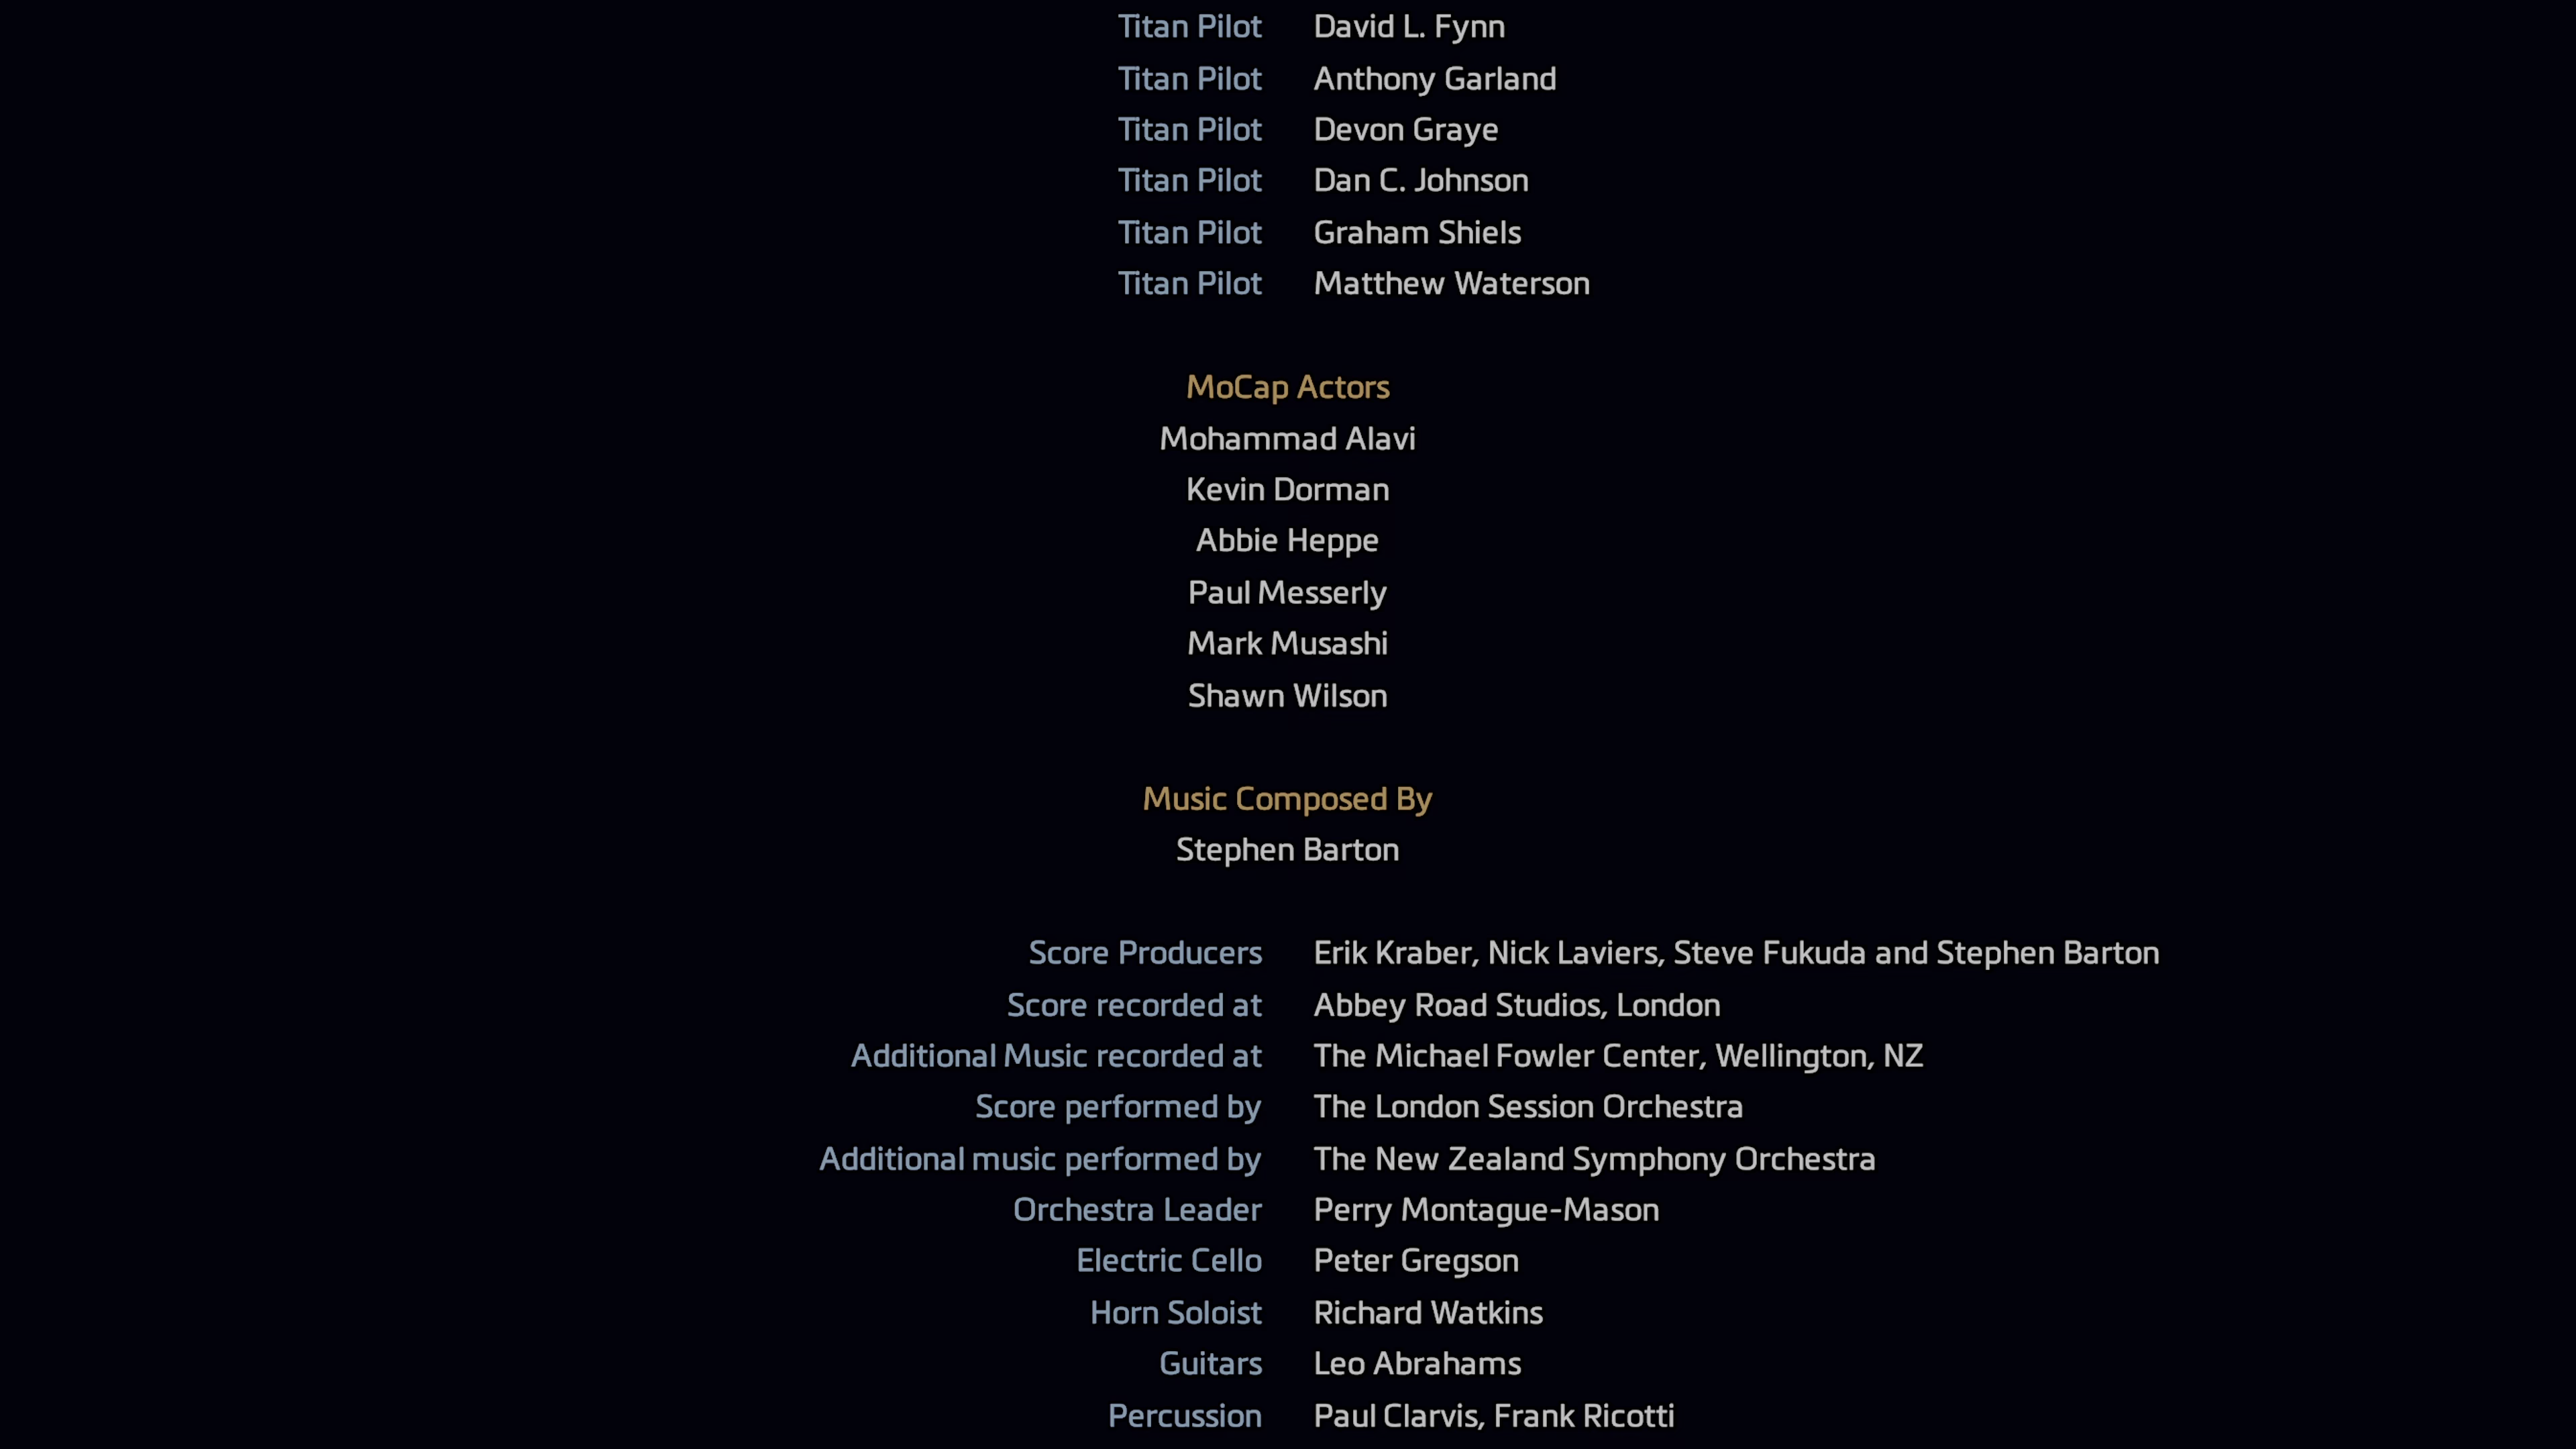 Titan Pilot David L. Fynn
Titan Pilot Anthony Garland
Titan Pilot Devon Graye
Titan Pilot Dan C. Johnson
Titan Pilot Graham Shiels
Titan Pilot Matthew Waterson
MoCap Actors
Mohammad Alavi
Kevin Dorman
Abbie Heppe
Paul Messerly
Mark Musashi
Shawn Wilson
Music Composed By
Stephen Barton
Score Producers Erik Kraber, Nick Laviers, Steve Fukuda and Stephen Barton
Score recorded at Abbey Road Studios, London
Additional Music recorded at The Michael Fowler Center, Wellington, NZ
Score performed by The London Session Orchestra
Additional music performed by The New Zealand Symphony Orchestra
Orchestra Leader Perry Montague-Mason
Electric Cello Peter Gregson
Horn Soloist Richard Watkins
Guitars Leo Abrahams
Percussion Paul Clarvis, Frank Ricotti